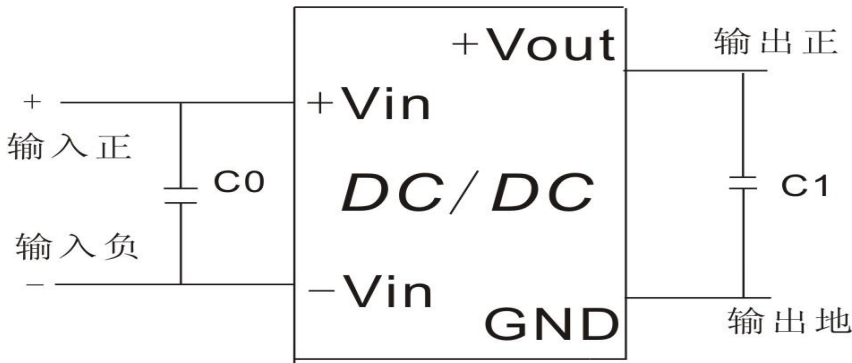 +Vout
输出正
+
+Vin
输入正
C0
DC/DC
C1
输入负
−
−Vin
GND
输出地